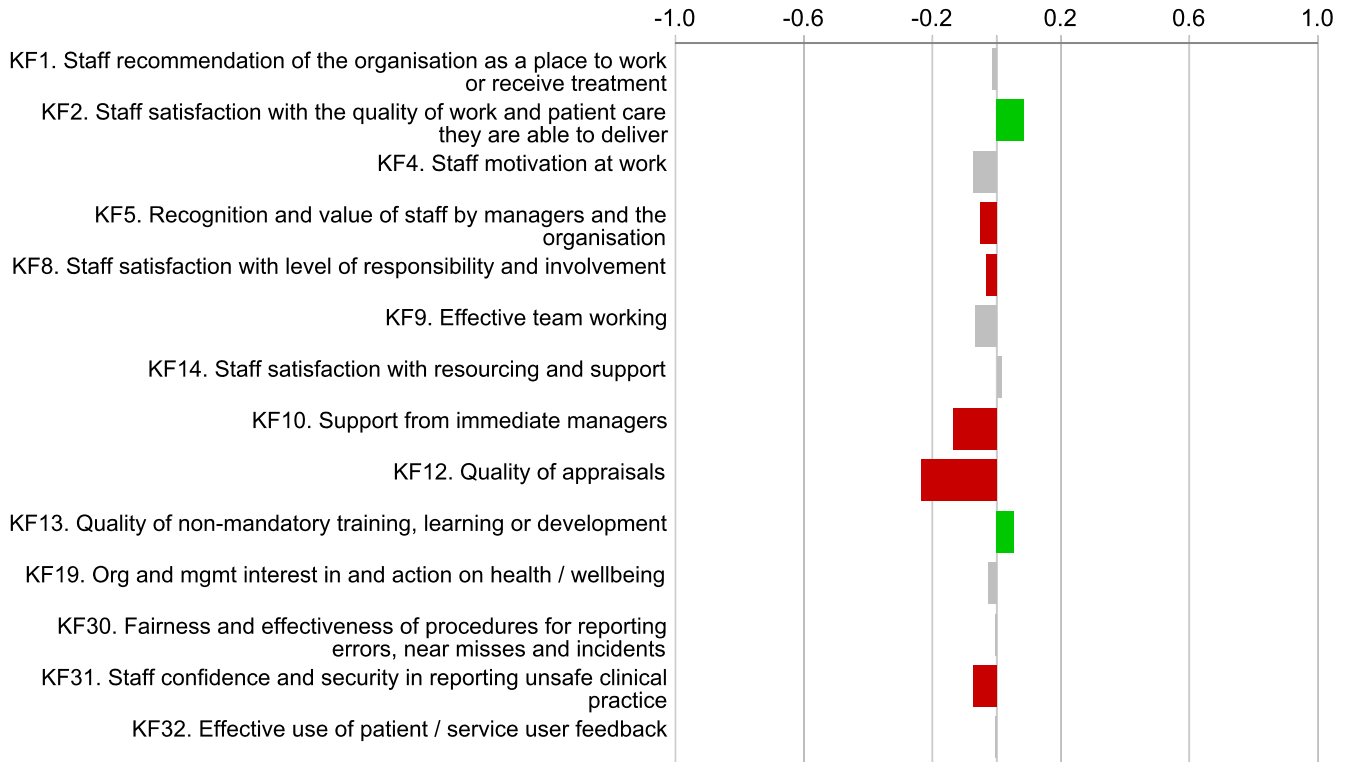 -1.0 -0.6 -0.2 0.2 0.6 1.0
KF1. Staff recommendation of the organisation as a place to work
or receive treatment
KF2. Staff satisfaction with the quality of work and patient care
they are able to deliver
KF4. Staff motivation at work
KF5. Recognition and value of staff by managers and the
organisation
KF8. Staff satisfaction with level of responsibility and involvement
KF9. Effective team working
KF14. Staff satisfaction with resourcing and support
KF10. Support from immediate managers
KF12. Quality of appraisals
KF13. Quality of non-mandatory training, learning or development
KF19. Org and mgmt interest in and action on health / wellbeing
KF30. Fairness and effectiveness of procedures for reporting
errors, near misses and incidents
KF31. Staff confidence and security in reporting unsafe clinical
practice
KF32. Effective use of patient / service user feedback